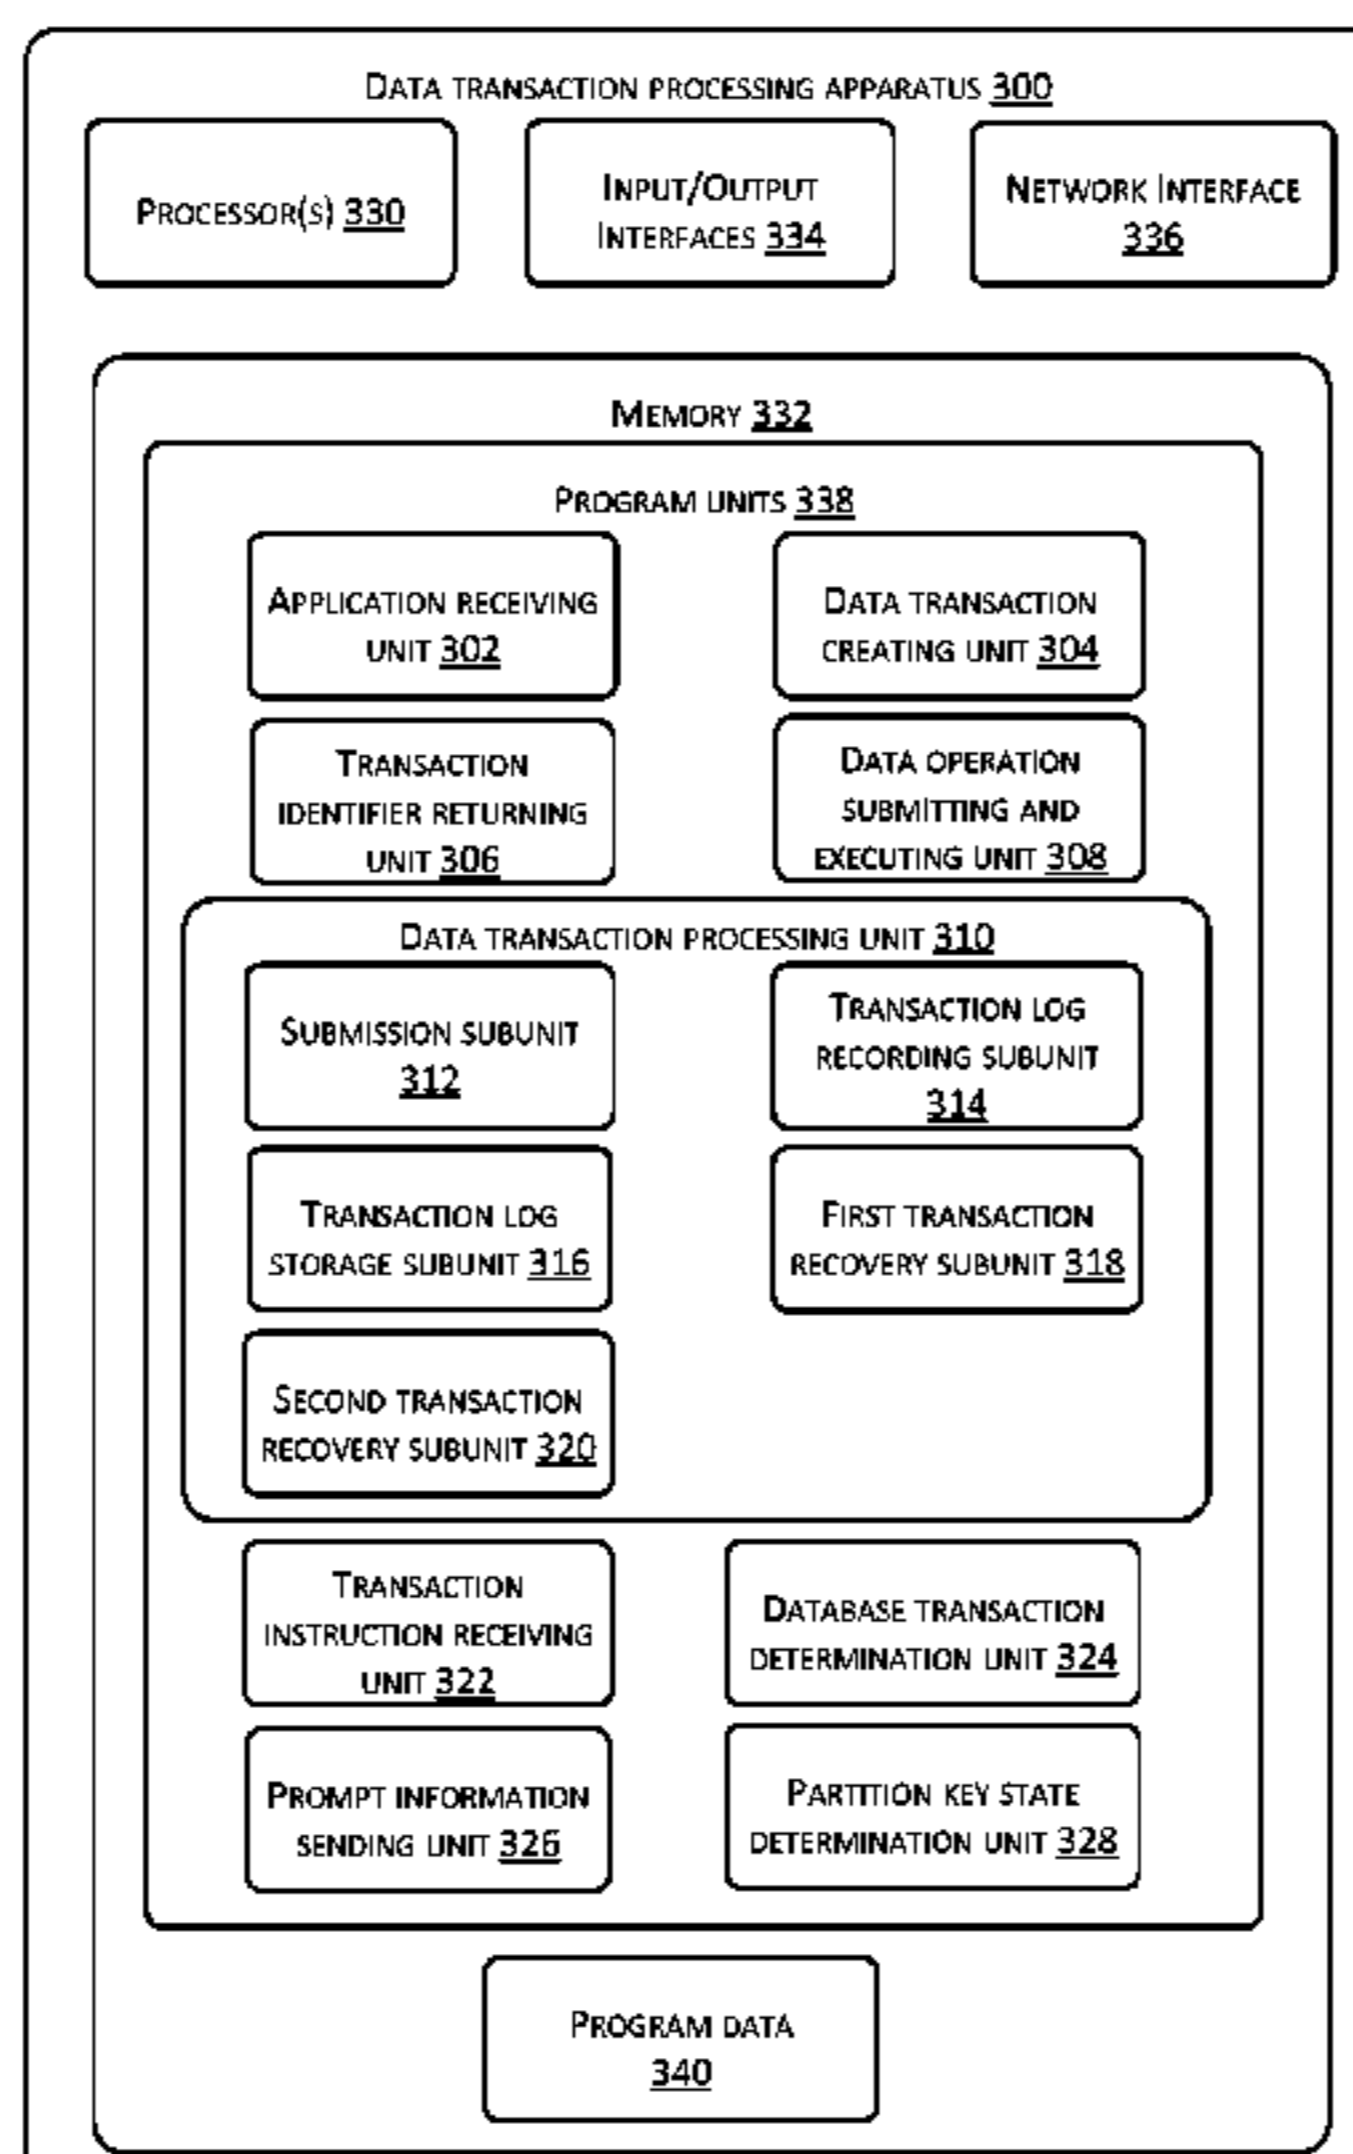 DATA TRANSACTION PROCESSING APPARATUS 300
PROCESSOR(S) 330
INPUT/OUTPUT
INTERFACES 334
NETWORK INTERFACE
336
MEMORY 332
PROGRAM UNITS 338
APPLICATION RECEIVING
UNIT 302
DATA TRANSACTION
CREATING UNIT 304
TRANSACTION
IDENTIFIER RETURNING
UNIT 306
DATA OPERATION
SUBMITTING AND
EXECUTING UNIT 308
DATA TRANSACTION PROCESSING UNIT 310
SUBMISSION SUBUNIT
312
TRANSACTION LOG
RECORDING SUBUNIT
314
TRANSACTION LOG
STORAGE SUBUNIT 316
FIRST TRANSACTION
RECOVERY SUBUNIT 318
SECOND TRANSACTION
RECOVERY SUBUNIT 320
TRANSACTION
INSTRUCTION RECEIVING
UNIT 322
DATABASE TRANSACTION
DETERMINATION UNIT 324
PROMPT INFORMATION
SENDING UNIT 326
PARTITION KEY STATE
DETERMINATION UNIT 328
PROGRAM DATA
340